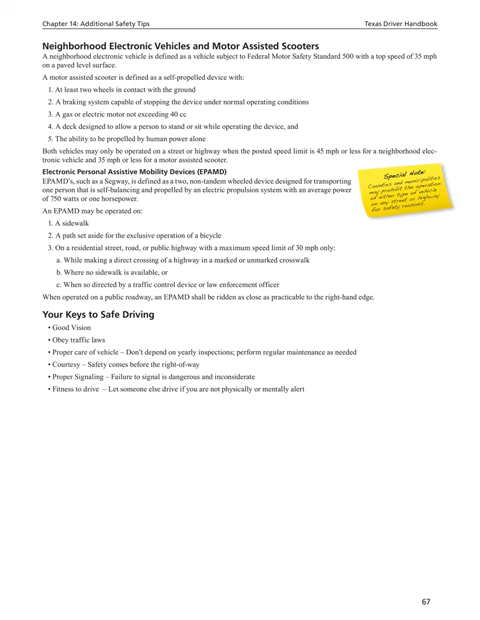 Chapter 14: Additional Safety Tips
Texas Driver Handbook
Neighborhood Electronic Vehicles and Motor Assisted Scooters
A neighborhood electronic vehicle is defined as a vehicle subject to Federal Motor Safety Standard 500 with a top speed of 35 mph
on a paved level surface.
A motor assisted scooter is defined as a self-propelled device with:
1. At least two wheels in contact with the ground
2. A braking system capable of stopping the device under normal operating conditions
3. A gas or electric motor not exceeding 40 cc
4. A deck designed to allow a person to stand or sit while operating the device, and
5. The ability to be propelled by human power alone
Both vehicles may only be operated on a street or highway when the posted speed limit is 45 mph or less for a neighborhood elec-
tronic vehicle and 35 mph or less for a motor assisted scooter.
Electronic Personal Assistive Mobility Devices (EPAMD)
EPAMD's, such as a Segway, is defined as a two, non-tandem wheeled device designed for transporting
one person that is self-balancing and propelled by an electric propulsion system with an average power
of 750 watts or one horsepower.
Special Note:
Counties and municipalities
may prohibit the operation
of either type of vehicle
on any street or highway
for safety reasons.
An EPAMD may be operated on:
1. A sidewalk
2. A path set aside for the exclusive operation of a bicycle
3. On a residential street, road, or public highway with a maximum speed limit of 30 mph only:
a. While making a direct crossing of a highway in a marked or unmarked crosswalk
b. Where no sidewalk is available, or
c. When so directed by a traffic control device or law enforcement officer
When operated on a public roadway, an EPAMD shall be ridden as close as practicable to the right-hand edge.
Your Keys to Safe Driving
• Good Vision
• Obey traffic laws
• Proper care of vehicle – Don't depend on yearly inspections; perform regular maintenance as needed
• Courtesy – Safety comes before the right-of-way
• Proper Signaling – Failure to signal is dangerous and inconsiderate
• Fitness to drive – Let someone else drive if you are not physically or mentally alert
67